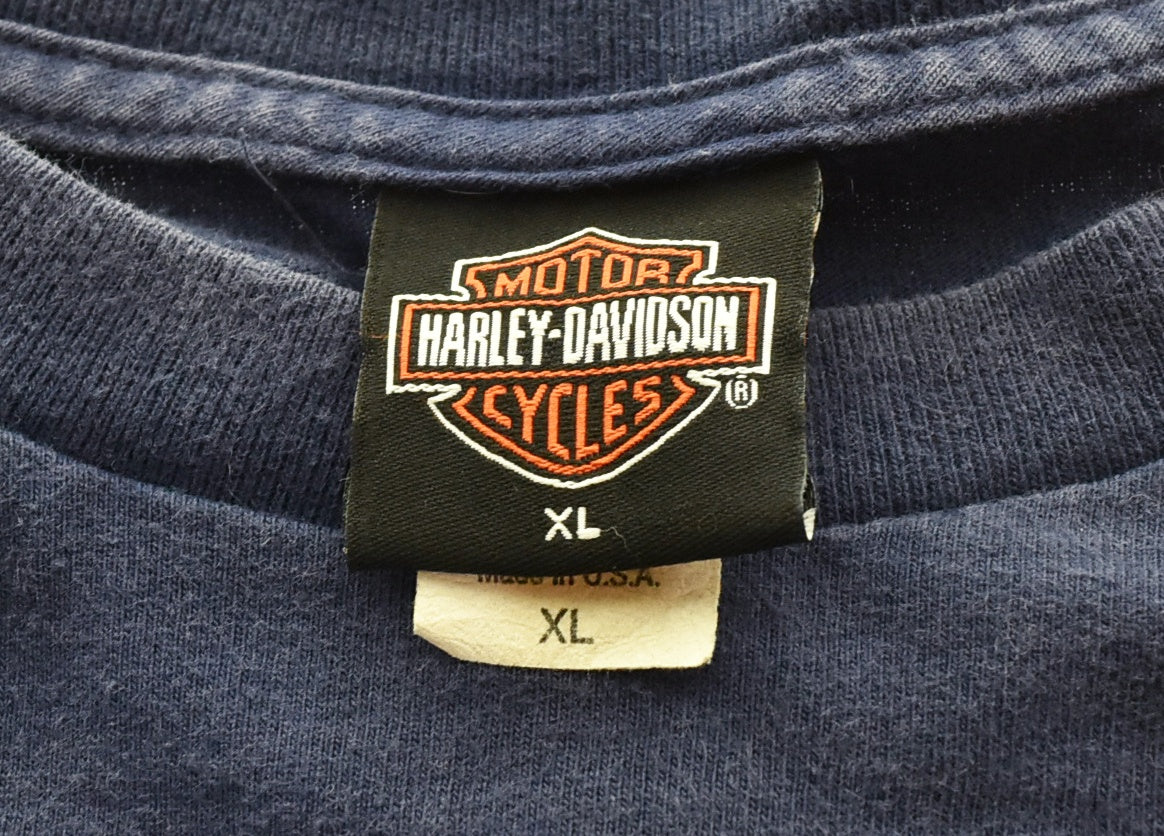 MOTOR
HARLEY-DAVIDSON
CYCLES
®
XL
Made in U.S.A.
XL